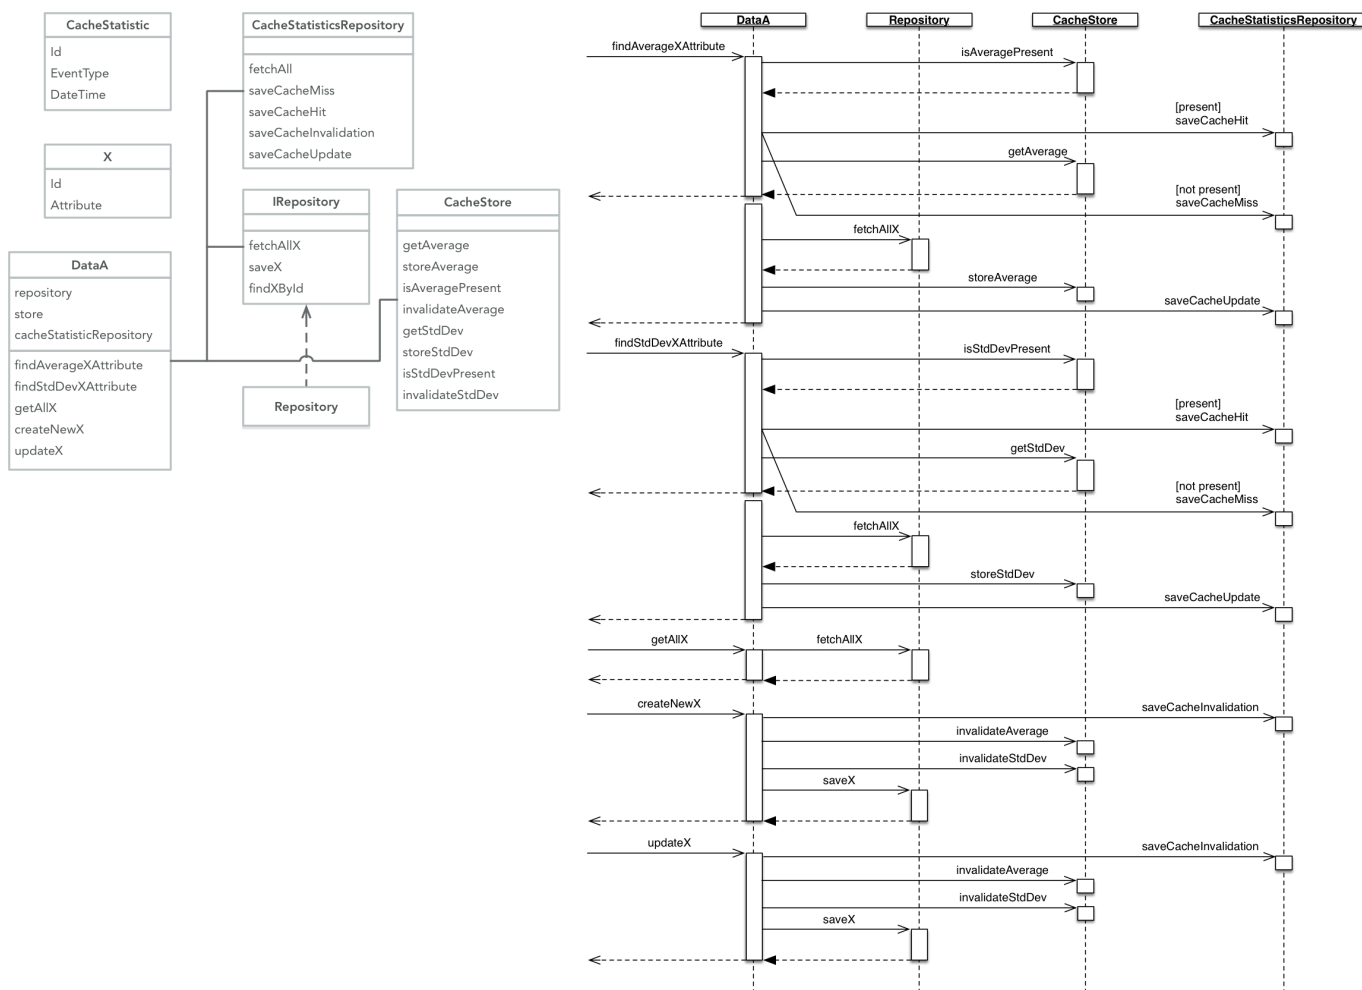 CacheStatistic
Id
EventType
DateTime
CacheStatisticsRepository
fetchAll
saveCacheMiss
saveCacheHit
saveCacheInvalidation
saveCacheUpdate
X
Id
Attribute
IRepository
fetchAllX
saveX
findXById
CacheStore
getAverage
storeAverage
isAveragePresent
invalidateAverage
getStdDev
storeStdDev
isStdDevPresent
invalidateStdDev
DataA
repository
store
cacheStatisticRepository
findAverageXAttribute
findStdDevXAttribute
getAllX
createNewX
updateX
Repository
DataA
Repository
CacheStore
CacheStatisticsRepository
findAverageXAttribute
isAveragePresent
[present]
saveCacheHit
getAverage
[not present]
saveCacheMiss
fetchAllX
storeAverage
saveCacheUpdate
findStdDevXAttribute
isStdDevPresent
[present]
saveCacheHit
getStdDev
[not present]
saveCacheMiss
fetchAllX
storeStdDev
saveCacheUpdate
getAllX
fetchAllX
createNewX
saveCacheInvalidation
invalidateAverage
invalidateStdDev
saveX
updateX
saveCacheInvalidation
invalidateAverage
invalidateStdDev
saveX